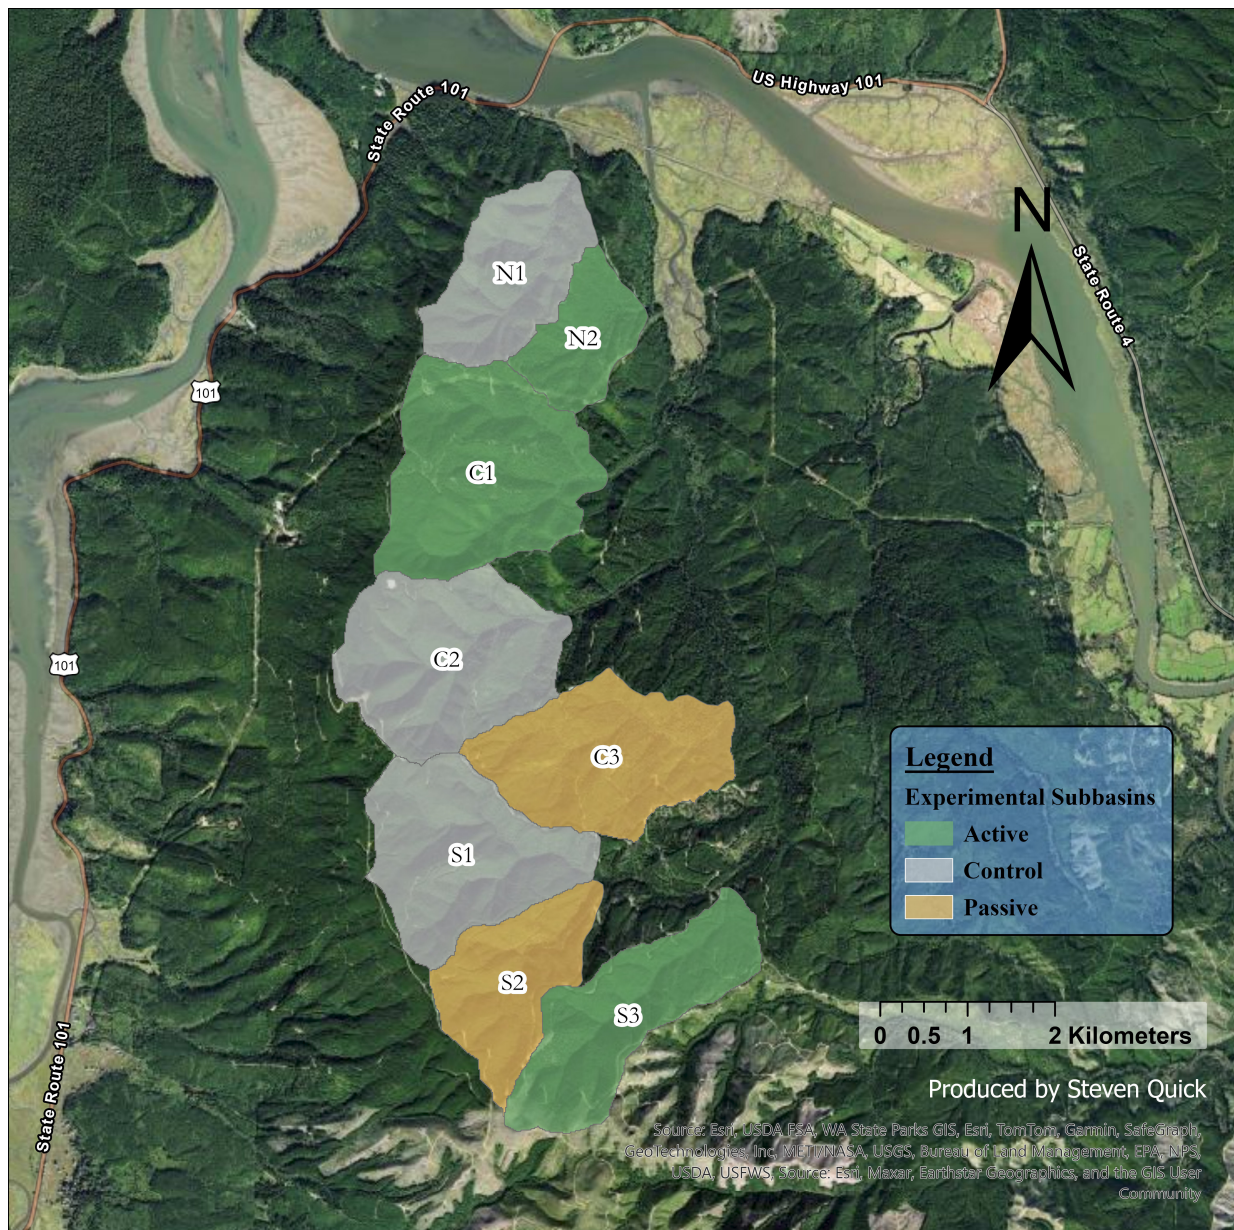 State Route 101
US Highway 101
N
State Route 4
N1
N2
101
C1
C2
101
C3
S1
S2
S3
Legend
Experimental Subbasins
Active
Control
Passive
0 0.5 1 2 Kilometers
State Route 101
Produced by Steven Quick
Source: Esri, USDA FSA, WA State Parks GIS, Esri, TomTom, Garmin, SafeGraph,
GeoTechnologies, Inc, METI/NASA, USGS, Bureau of Land Management, EPA, NPS,
USDA, USFWS, Source: Esri, Maxar, Earthstar Geographics, and the GIS User
Community